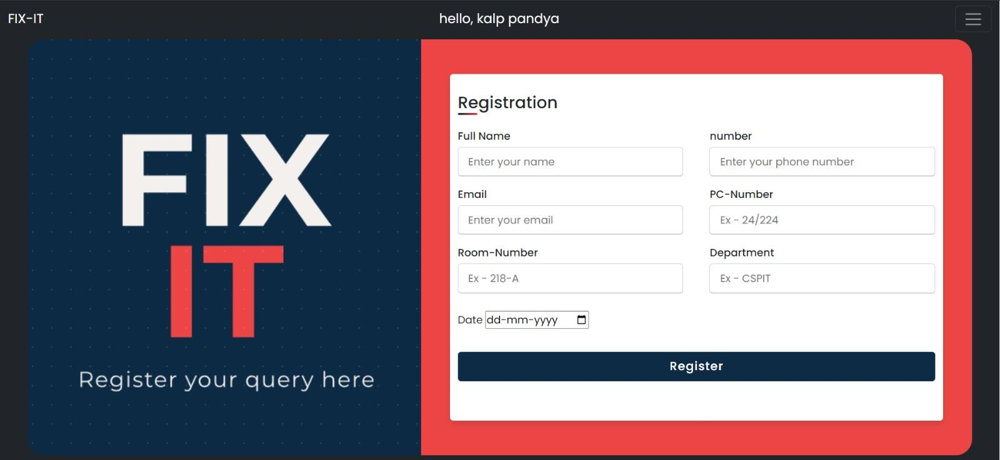 FIX-IT
hello, kalp pandya
FIX
IT
Register your query here
Registration
Full Name
Enter your name
number
Enter your phone number
Email
Enter your email
PC-Number
Ex - 24/224
Room-Number
Ex - 218-A
Department
Ex - CSPIT
Date dd-mm-yyyy
Register